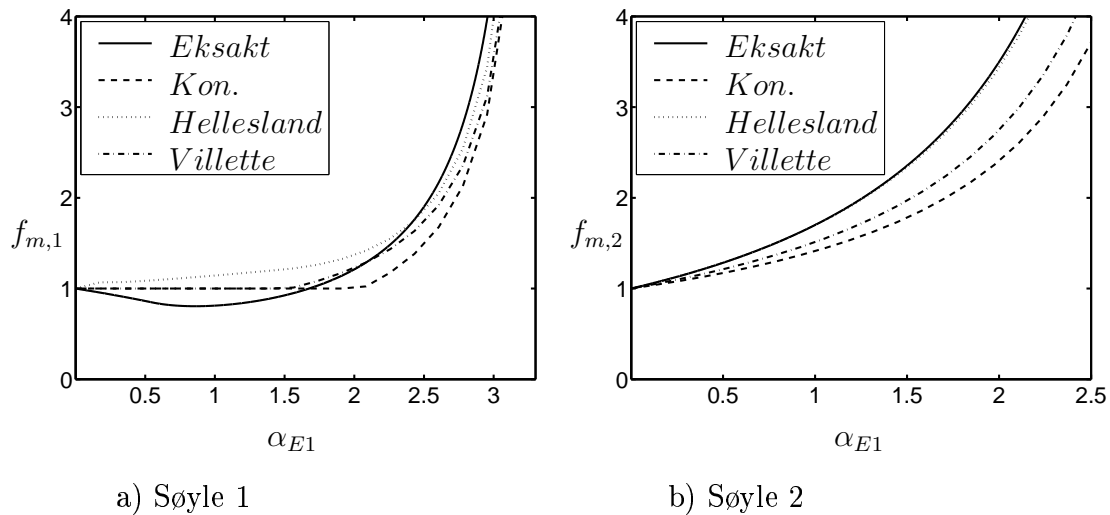 4
3
2
1
0
0.5 1 1.5 2 2.5 3
f_{m,1}
α_{E1}
Eksakt
Kon.
Hellesland
Villette
a) Søyle 1
4
3
2
1
0
0.5 1 1.5 2 2.5
f_{m,2}
α_{E1}
Eksakt
Kon.
Hellesland
Villette
b) Søyle 2